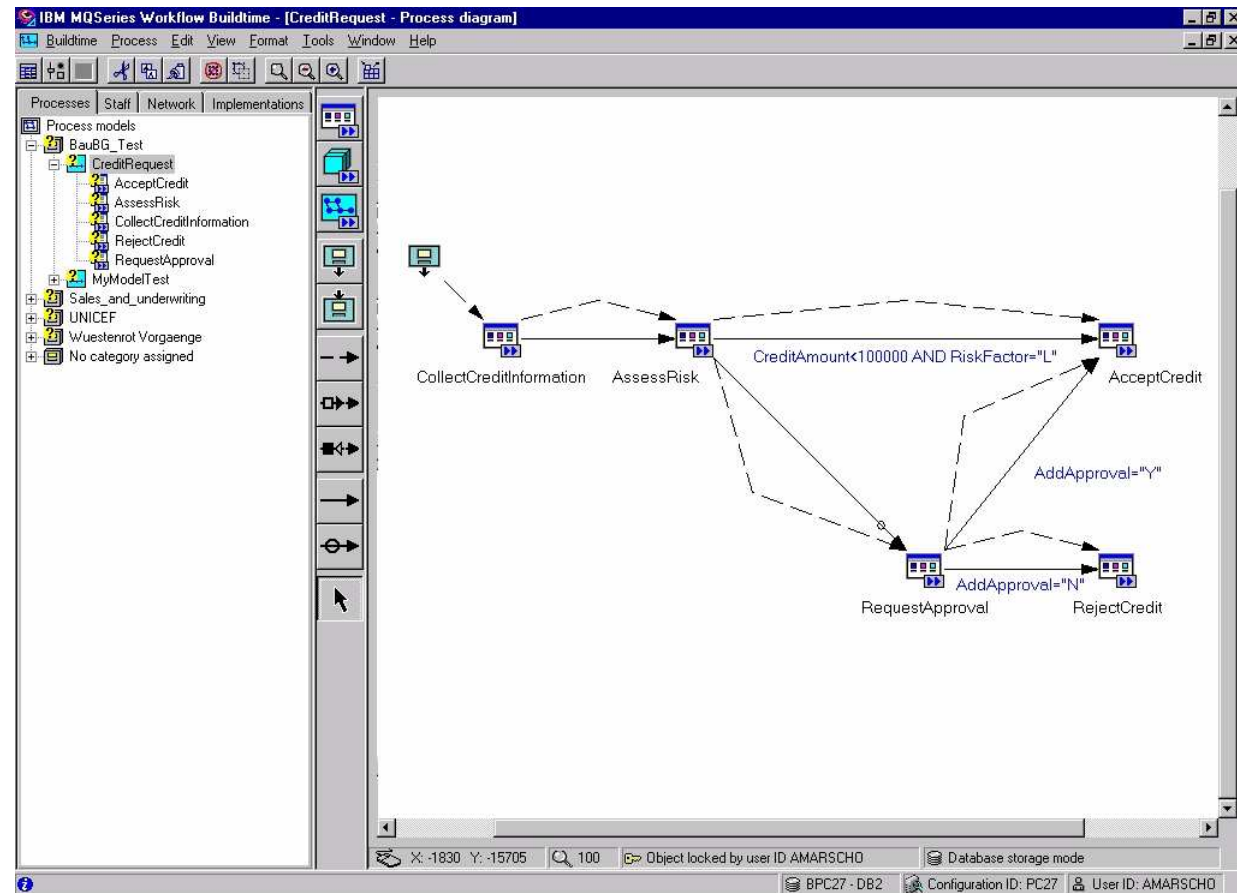 IBM MQSeries Workflow Buildtime - [CreditRequest - Process diagram]
Buildtime Process Edit View Format Tools Window Help
Processes Staff Network Implementations
Process models
BauBG_Test
CreditRequest
AcceptCredit
AssessRisk
CollectCreditInformation
RejectCredit
RequestApproval
MyModelTest
Sales_and_underwriting
UNICEF
Wuestenrot Vorgaenge
No category assigned
CollectCreditInformation
AssessRisk
CreditAmount<100000 AND RiskFactor="L"
AcceptCredit
AddApproval="Y"
AddApproval="N"
RequestApproval
RejectCredit
X: -1830 Y: -15705 100 Object locked by user ID AMARSCHO Database storage mode
BPC27 - DB2 Configuration ID: PC27 User ID: AMARSCHO